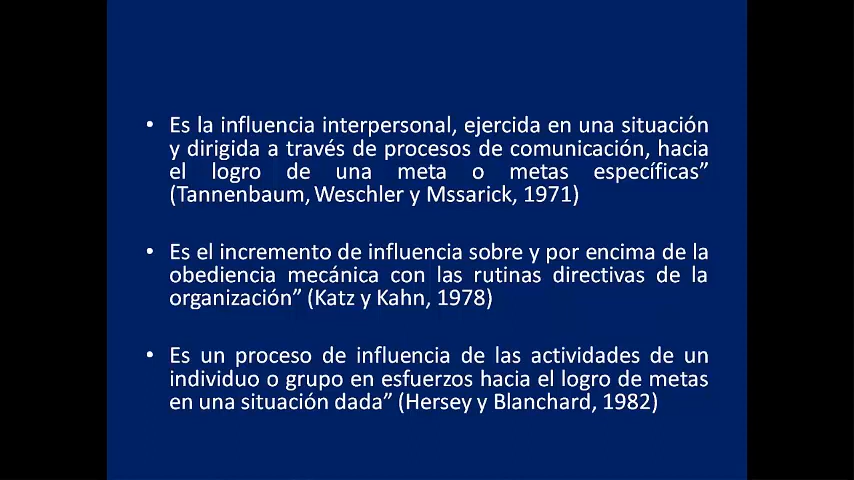 • Es la influencia interpersonal, ejercida en una situación
y dirigida a través de procesos de comunicación, hacia
el logro de una meta o metas específicas”
(Tannenbaum, Weschler y Mssarick, 1971)
• Es el incremento de influencia sobre y por encima de la
obediencia mecánica con las rutinas directivas de la
organización” (Katz y Kahn, 1978)
• Es un proceso de influencia de las actividades de un
individuo o grupo en esfuerzos hacia el logro de metas
en una situación dada” (Hersey y Blanchard, 1982)